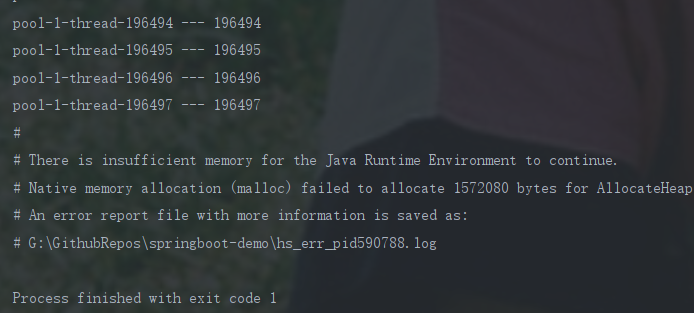 pool-1-thread-196494 --- 196494
pool-1-thread-196495 --- 196495
pool-1-thread-196496 --- 196496
pool-1-thread-196497 --- 196497
#
# There is insufficient memory for the Java Runtime Environment to continue.
# Native memory allocation (malloc) failed to allocate 1572080 bytes for AllocateHeap
# An error report file with more information is saved as:
# G:\GithubRepos\springboot-demo\hs_err_pid590788.log
Process finished with exit code 1